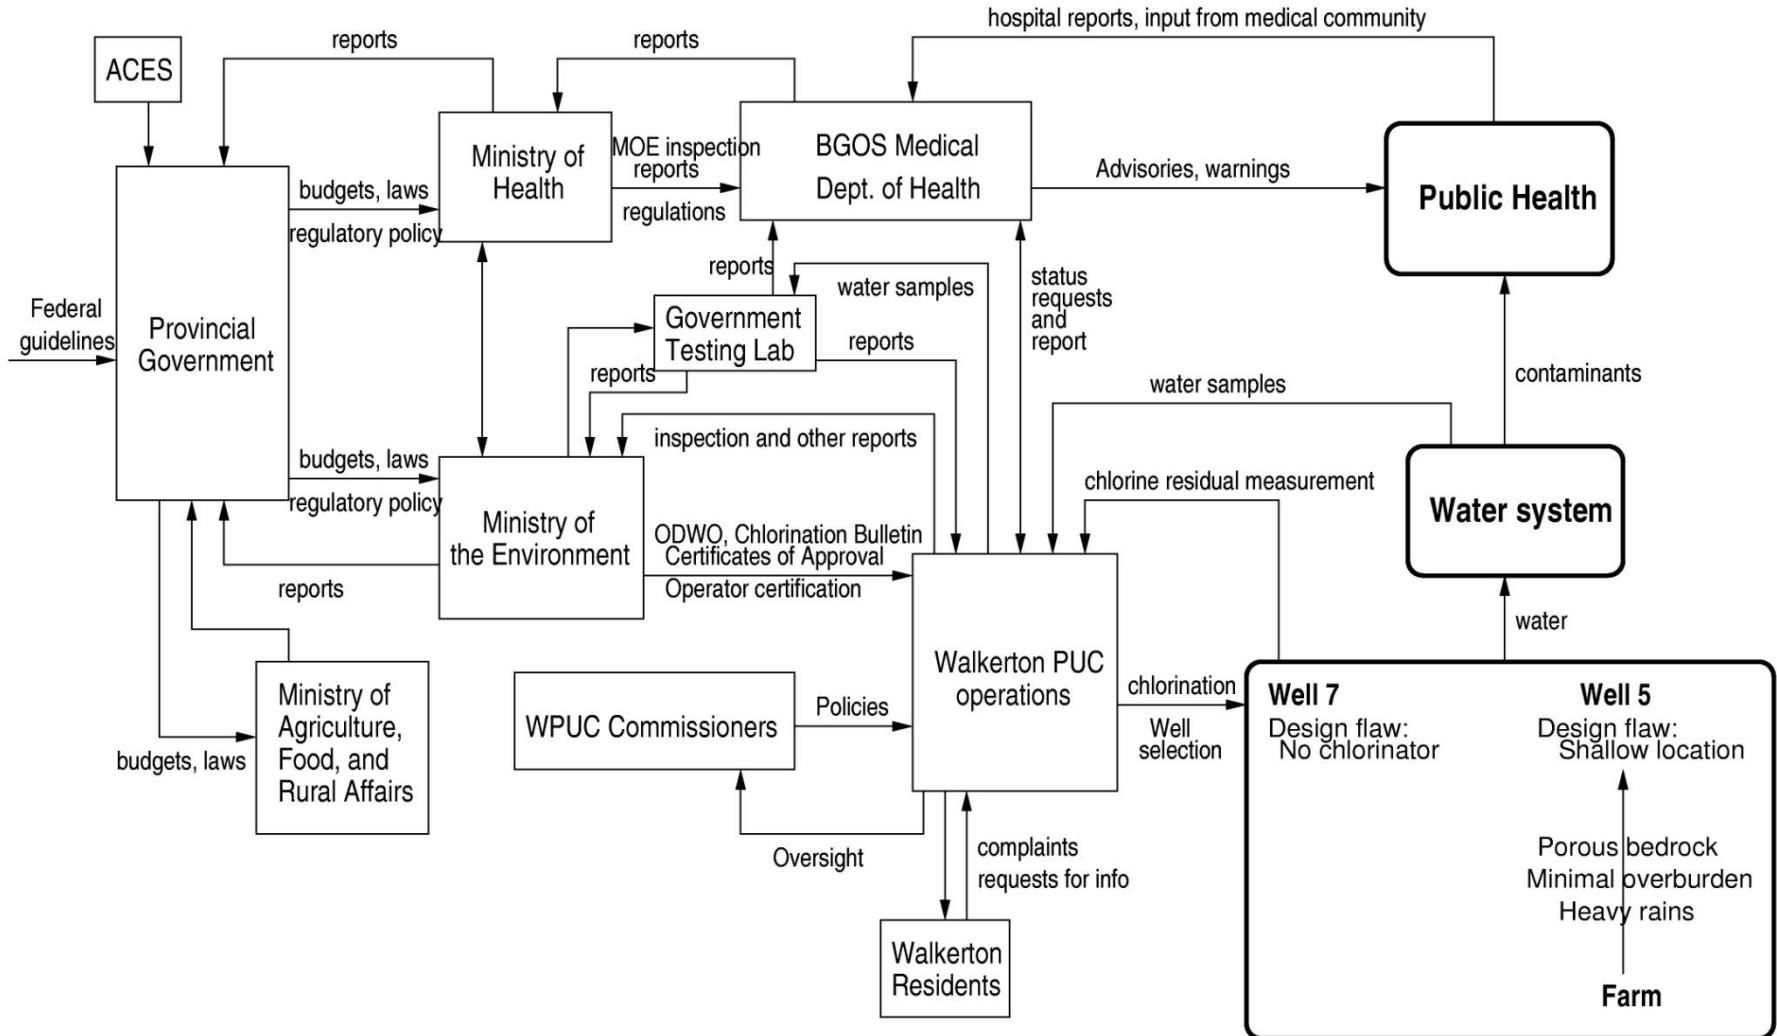 hospital reports, input from medical community
reports
reports
ACES
Ministry of
Health
MOE inspection
reports
regulations
BGOS Medical
Dept. of Health
Advisories, warnings
Public Health
budgets, laws
regulatory policy
Federal
guidelines
Provincial
Government
reports
water samples
status
requests
and
report
Government
Testing Lab
reports
reports
contaminants
water samples
inspection and other reports
budgets, laws
regulatory policy
chlorine residual measurement
Water system
Ministry of
the Environment
ODWO, Chlorination Bulletin
Certificates of Approval
Operator certification
reports
water
Walkerton PUC
operations
Ministry of
Agriculture,
Food, and
Rural Affairs
budgets, laws
WPUC Commissioners
Policies
chlorination
Well
selection
Well 7
Design flaw:
No chlorinator
Well 5
Design flaw:
Shallow location
Oversight
complaints
requests for info
Porous bedrock
Minimal overburden
Heavy rains
Walkerton
Residents
Farm